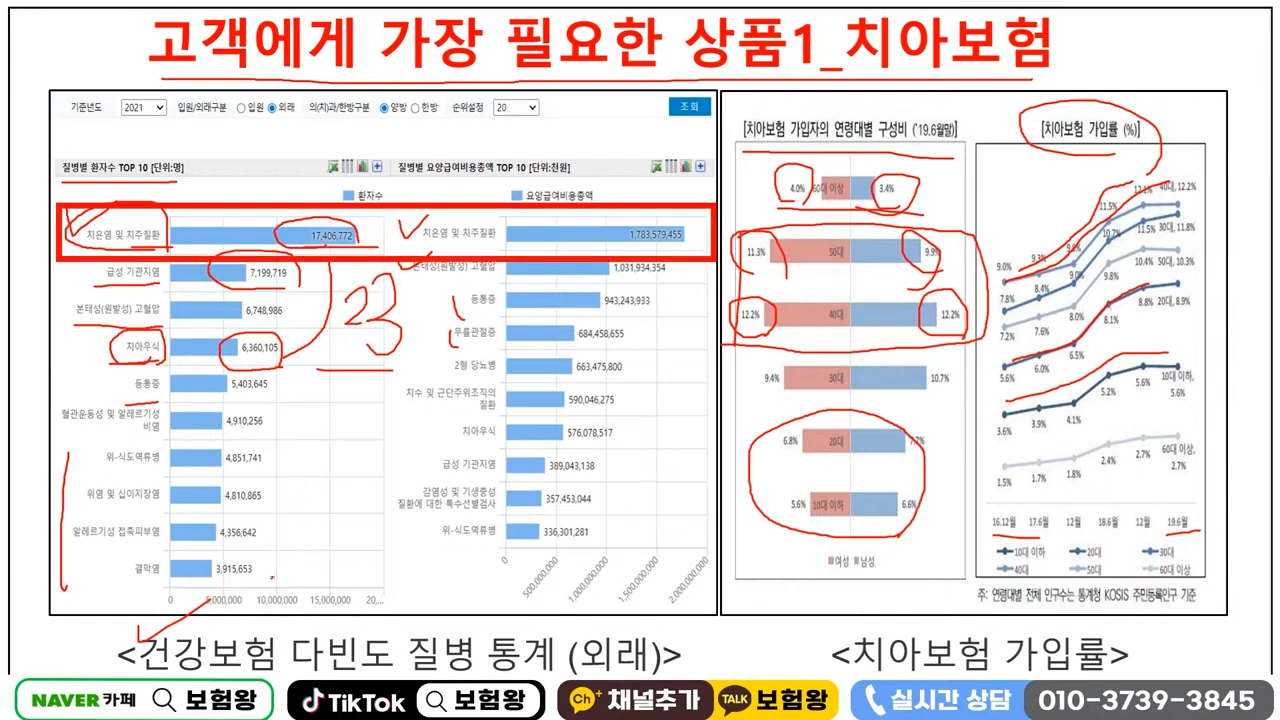 고객에게 가장 필요한 상품1_치아보험
기준년도 2021 입원/외래구분 입원 외래 의(치)과/한방구분 양방 한방 순위설정 20 조회
질병별 환자수 TOP 10 [단위:명]
환자수
치은염 및 치주질환 17,406,772
급성 기관지염 7,199,719
본태성(원발성) 고혈압 6,748,986
치아우식 6,360,105
등통증 5,403,645
혈관운동성 및 알레르기성
비염 4,910,256
위-식도역류병 4,851,741
위염 및 십이지장염 4,810,865
알레르기성 접촉피부염 4,356,642
결막염 3,915,653
0 5,000,000 10,000,000 15,000,000 20,...
23
질병별 요양급여비용총액 TOP 10 [단위:천원]
요양급여비용총액
치은염 및 치주질환 1,783,579,455
본태성(원발성) 고혈압 1,031,934,354
등통증 943,243,933
무릎관절증 684,458,655
2형 당뇨병 663,475,800
치수 및 근단주위조직의
질환 590,046,275
치아우식 576,078,517
급성 기관지염 389,043,138
감염성 및 기생충성
질환에 대한 특수선별검사 357,453,044
위-식도역류병 336,301,281
0 500,000,000 1,000,000,000 1,500,000,000 2,000,000,000
[치아보험 가입자의 연령대별 구성비 ('19.6월말)]
4.0% 60대 이상 3.4%
11.3% 50대 9.9%
12.2% 40대 12.2%
9.4% 30대 10.7%
6.8% 20대 7.7%
5.6% 10대 이하 6.6%
여성 남성
[치아보험 가입률 (%)]
9.0% 9.3% 9.8% 11.5% 12.1% 40대, 12.2%
7.8% 8.4% 9.0% 10.7% 11.5% 30대, 11.8%
7.2% 7.6% 8.0% 9.8% 10.4% 50대, 10.3%
5.6% 6.0% 6.5% 8.1% 8.8% 20대, 8.9%
3.6% 3.9% 4.1% 5.2% 5.6% 10대 이하,
5.6%
1.5% 1.7% 1.8% 2.4% 2.7% 60대 이상,
2.7%
16.12월 17.6월 12월 18.6월 12월 19.6월
10대 이하 20대 30대
40대 50대 60대 이상
주: 연령대별 전체 인구수는 통계청 KOSIS 주민등록인구 기준
<건강보험 다빈도 질병 통계 (외래)>
<치아보험 가입률>
NAVER 카페 보험왕
TikTok 보험왕
Ch+ 채널추가 TALK 보험왕
실시간 상담 010-3739-3845